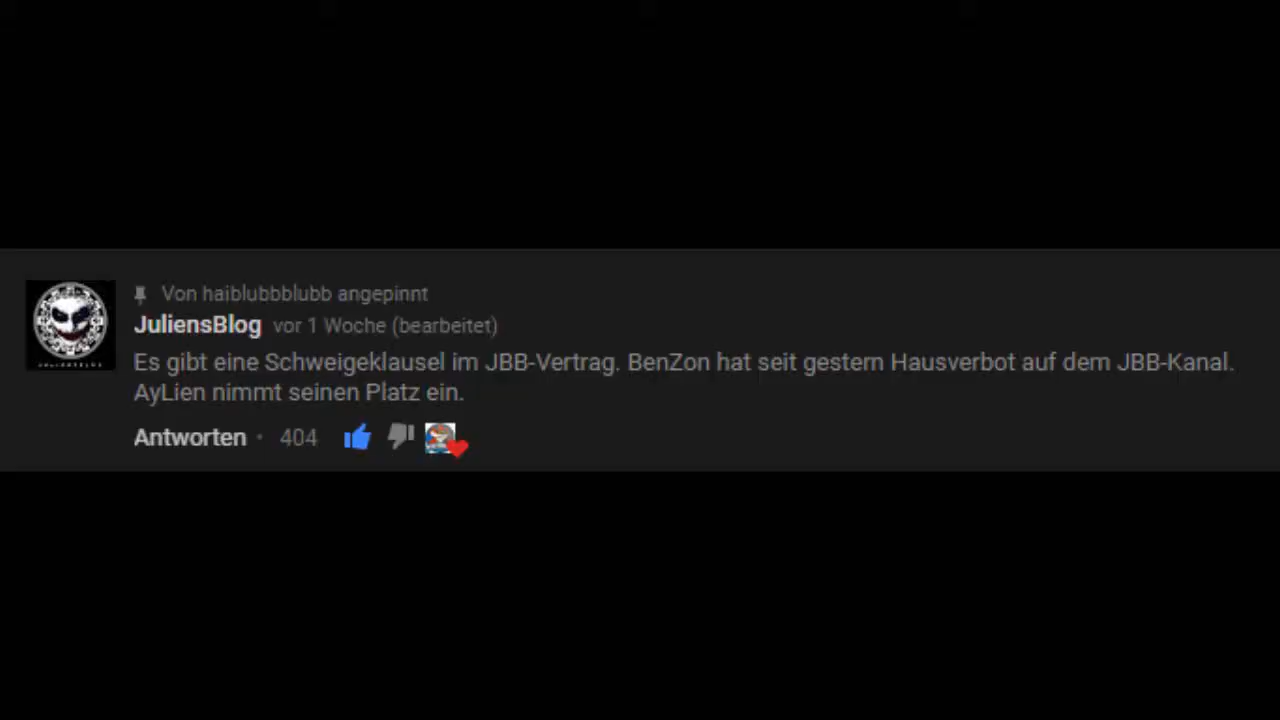 Von haiblubbblubb angepinnt
JuliensBlog vor 1 Woche (bearbeitet)
Es gibt eine Schweigeklausel im JBB-Vertrag. BenZon hat seit gestern Hausverbot auf dem JBB-Kanal.
AyLien nimmt seinen Platz ein.
Antworten · 404